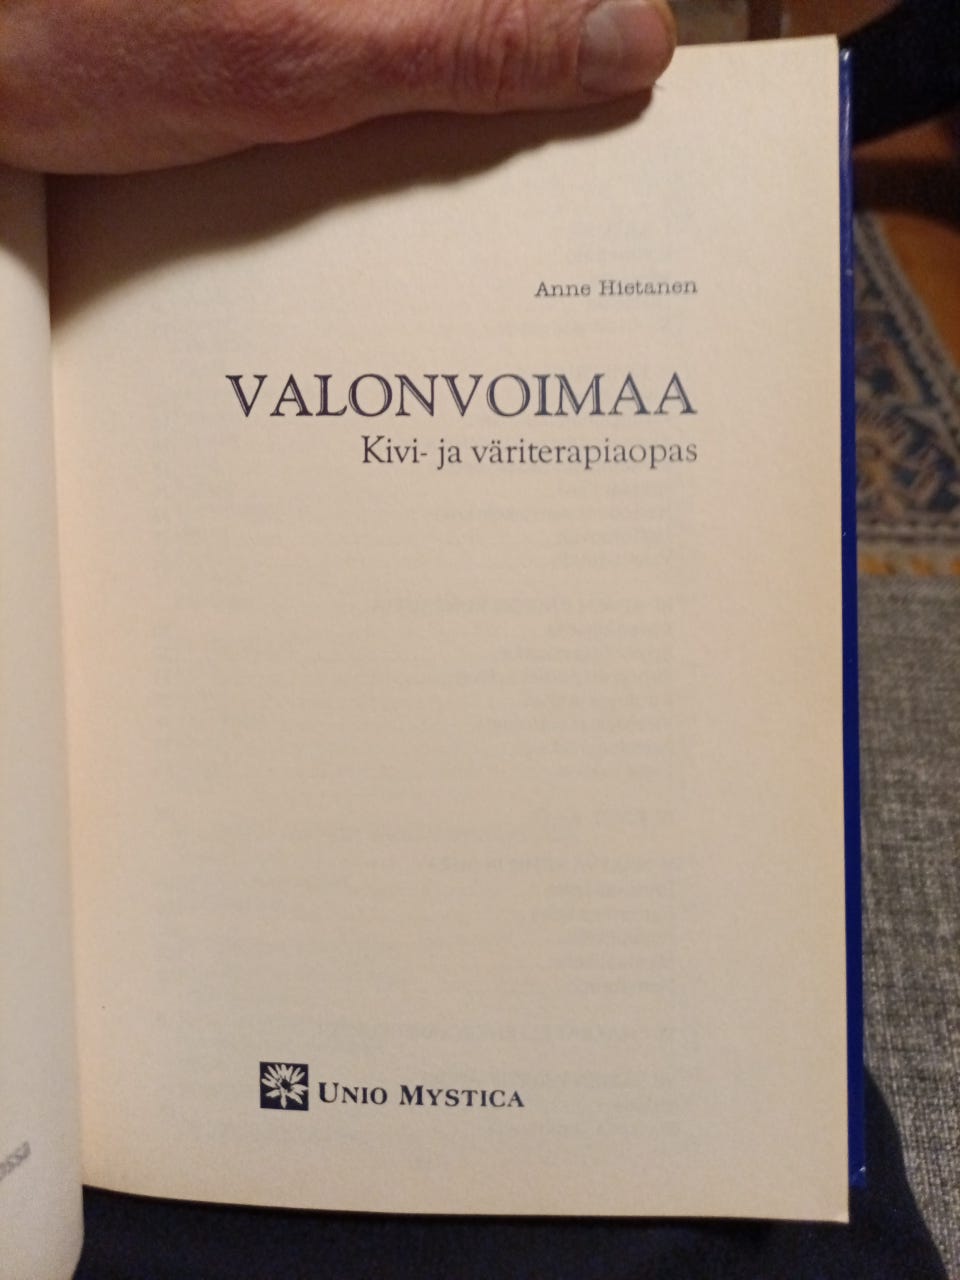 Anne Hietanen
VALONVOIMAA
Kivi- ja väriterapiaopas
UNIO MYSTICA